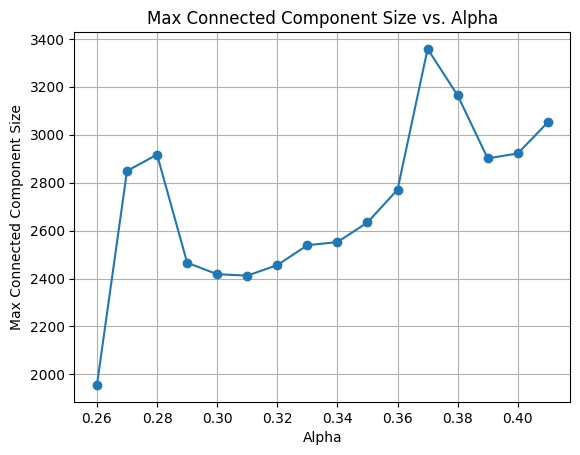 Max Connected Component Size vs. Alpha
Max Connected Component Size
3400
3200
3000
2800
2600
2400
2200
2000
0.26 0.28 0.30 0.32 0.34 0.36 0.38 0.40
Alpha